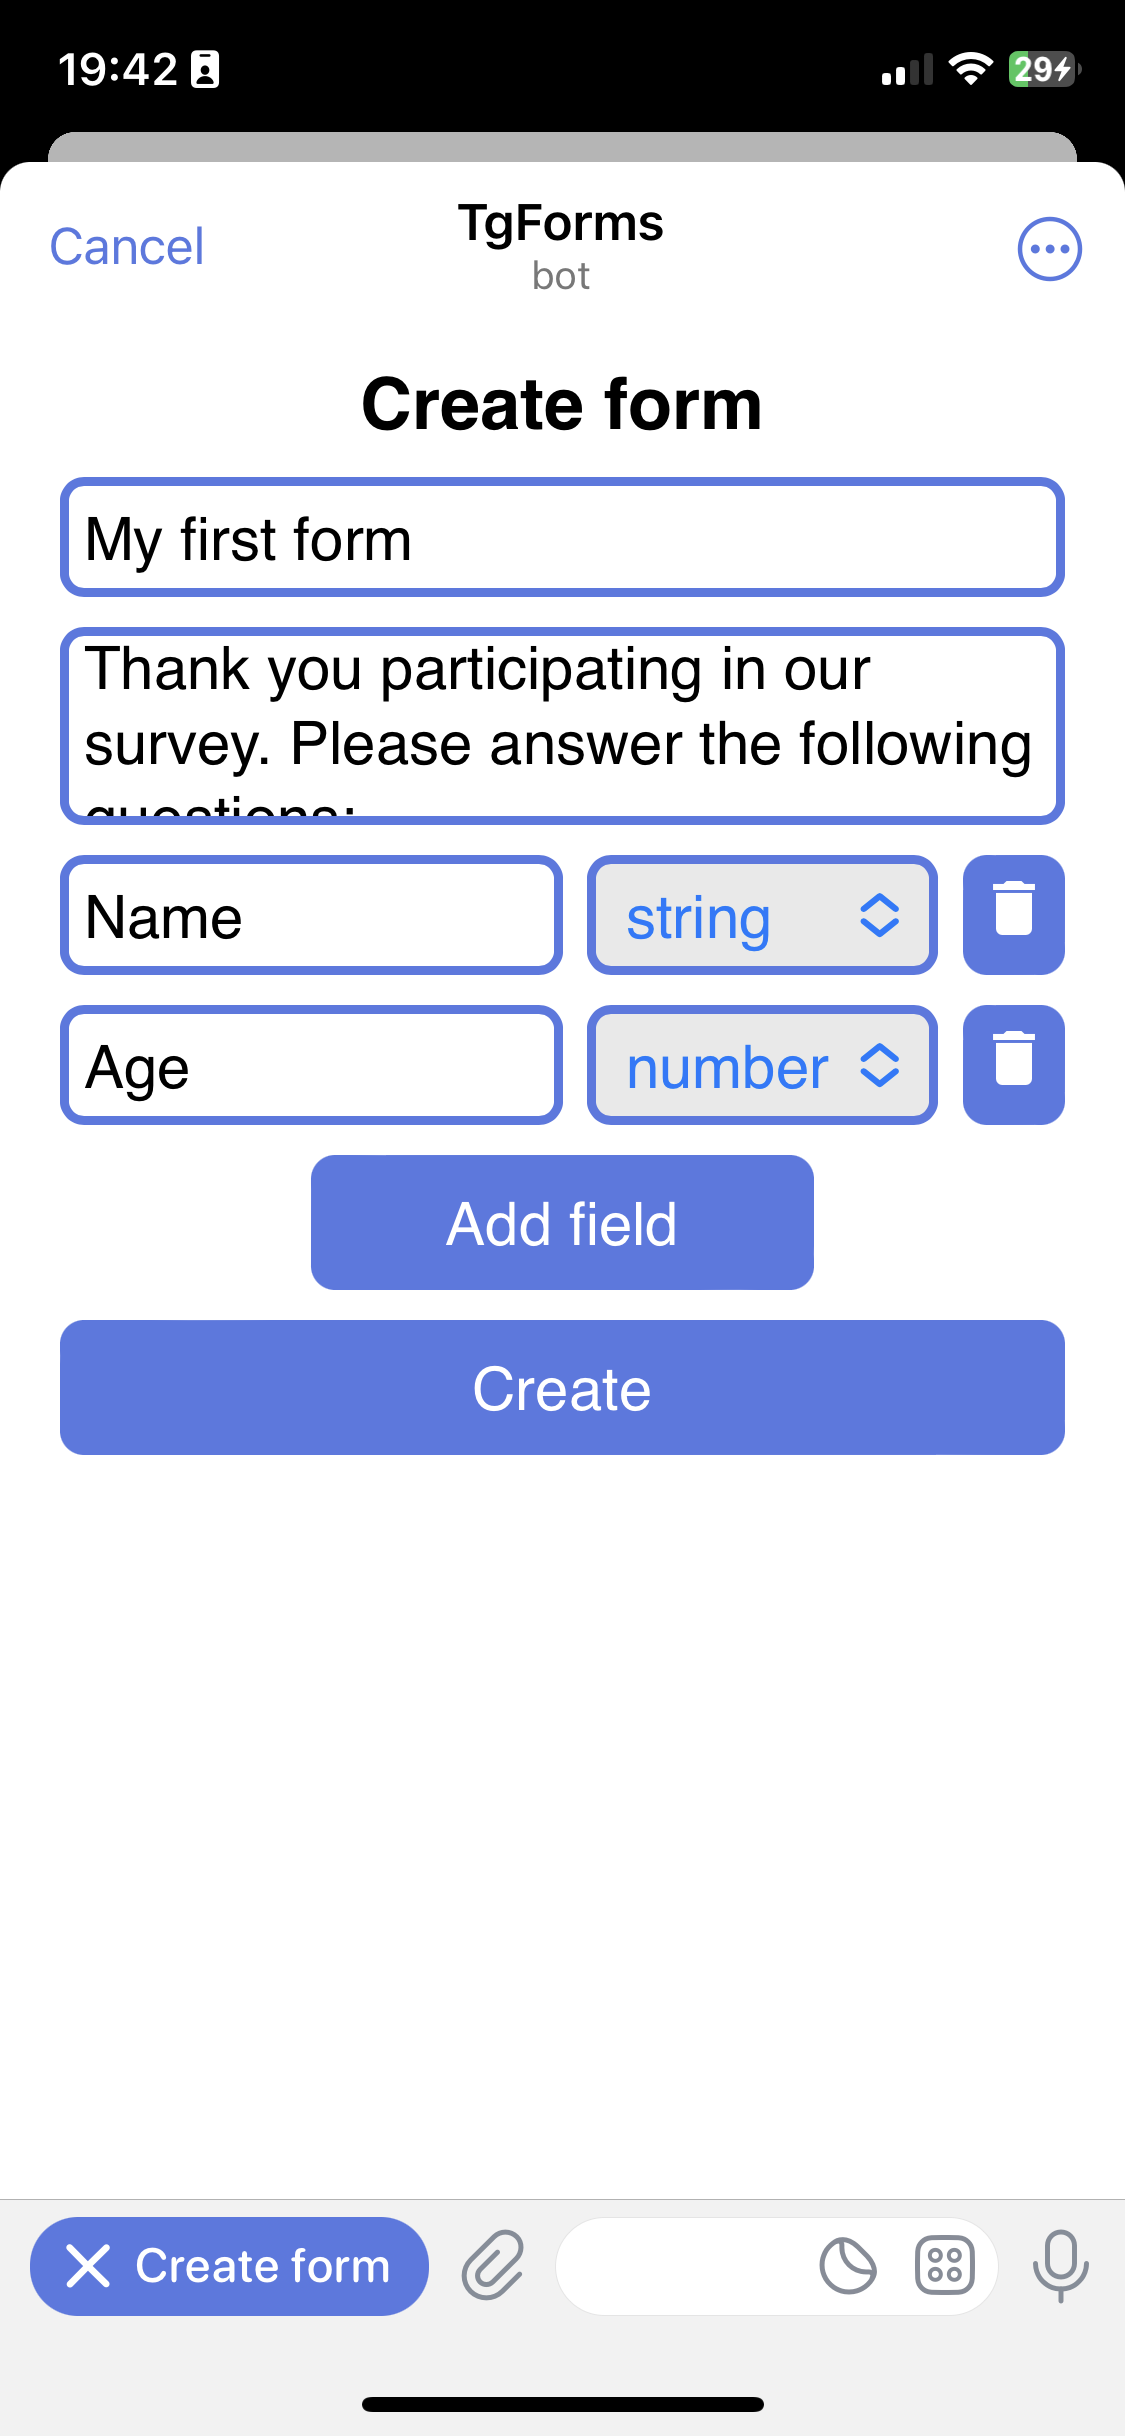 19:42
29
Cancel
TgForms
bot
Create form
My first form
Thank you participating in our
survey. Please answer the following
questions:
Name
string
Age
number
Add field
Create
Create form